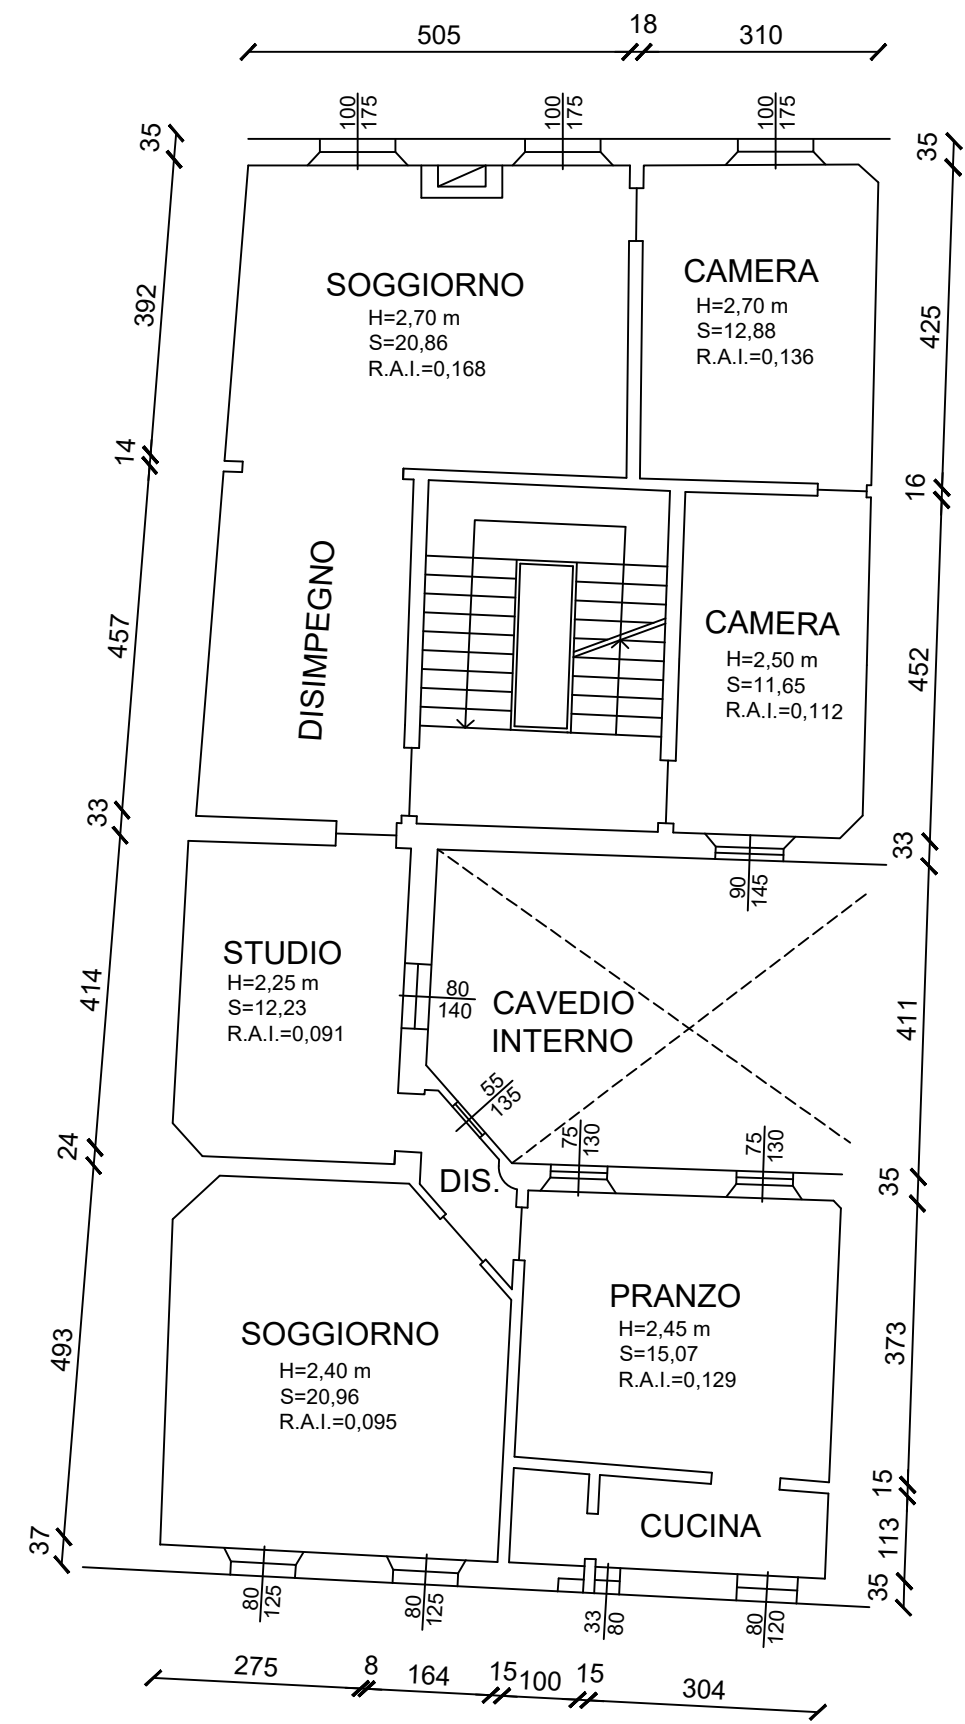 505
18
310
100
175
100
175
100
175
35
35
SOGGIORNO
H=2,70 m
S=20,86
R.A.I.=0,168
CAMERA
H=2,70 m
S=12,88
R.A.I.=0,136
392
425
14
16
DISIMPEGNO
CAMERA
H=2,50 m
S=11,65
R.A.I.=0,112
457
452
33
33
90
145
STUDIO
H=2,25 m
S=12,23
R.A.I.=0,091
80
140
CAVEDIO
INTERNO
414
411
55
135
75
130
75
130
24
35
DIS.
PRANZO
H=2,45 m
S=15,07
R.A.I.=0,129
SOGGIORNO
H=2,40 m
S=20,96
R.A.I.=0,095
493
373
15
CUCINA
113
37
35
80
125
80
125
33
80
80
120
275
8
164
15
100
15
304